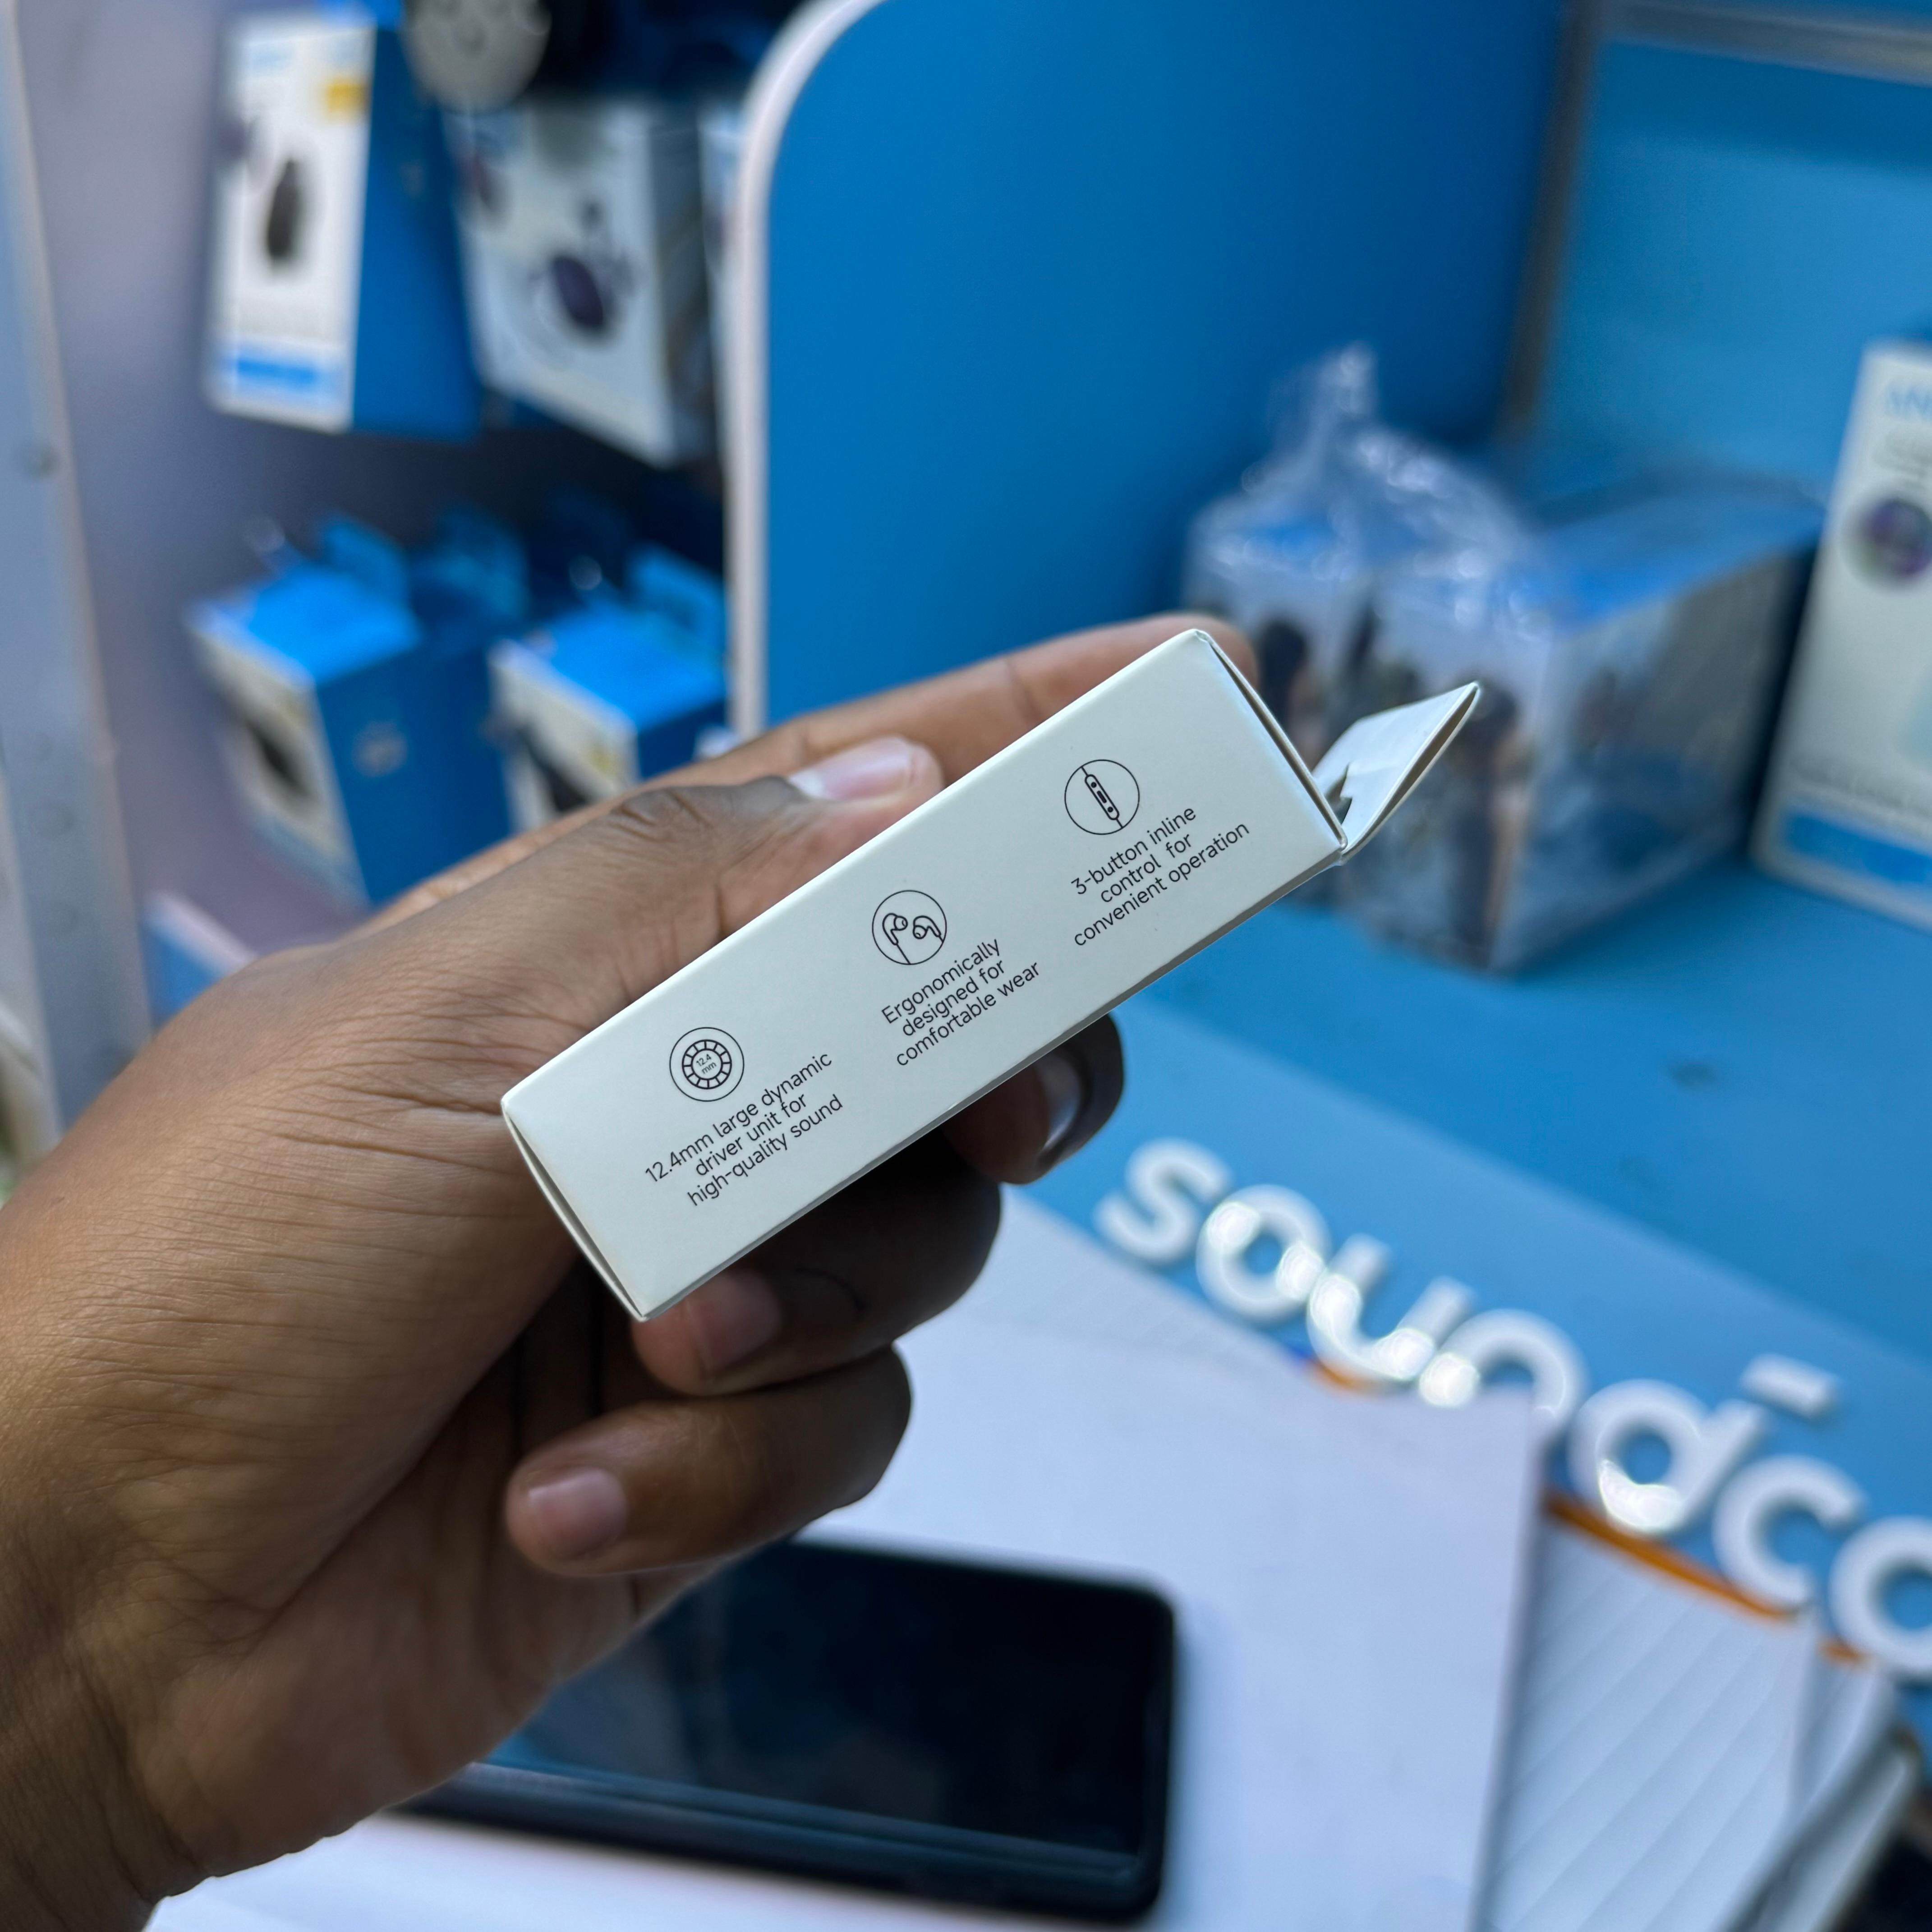 3-button inline
control for
convenient operation
Ergonomically
designed for
comfortable wear
12.4
mm
12.4mm large dynamic
driver unit for
high-quality sound
soundco